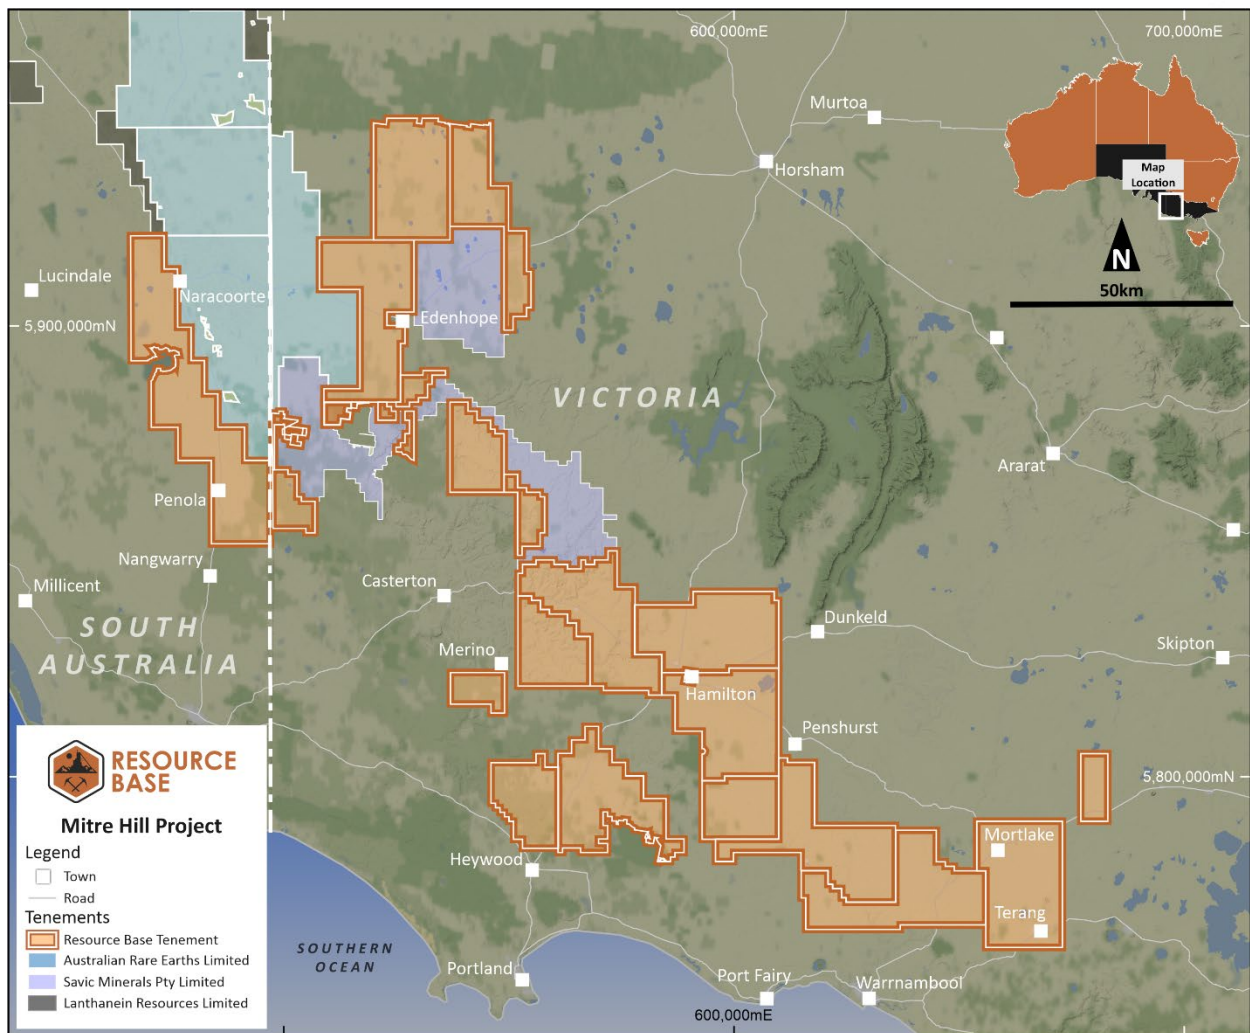 600,000mE
700,000mE
Murtoa
Horsham
Map
Location
N
50km
Lucindale
Naracoorte
5,900,000mN
Edenhope
VICTORIA
Ararat
Penola
Nangwarry
Millicent
Casterton
SOUTH
AUSTRALIA
Dunkeld
Skipton
Merino
Hamilton
Penshurst
5,800,000mN
Mortlake
Heywood
Terang
SOUTHERN
OCEAN
Portland
Port Fairy
Warrnambool
600,000mE
RESOURCE
BASE
Mitre Hill Project
Legend
Town
Road
Tenements
Resource Base Tenement
Australian Rare Earths Limited
Savic Minerals Pty Limited
Lanthanein Resources Limited